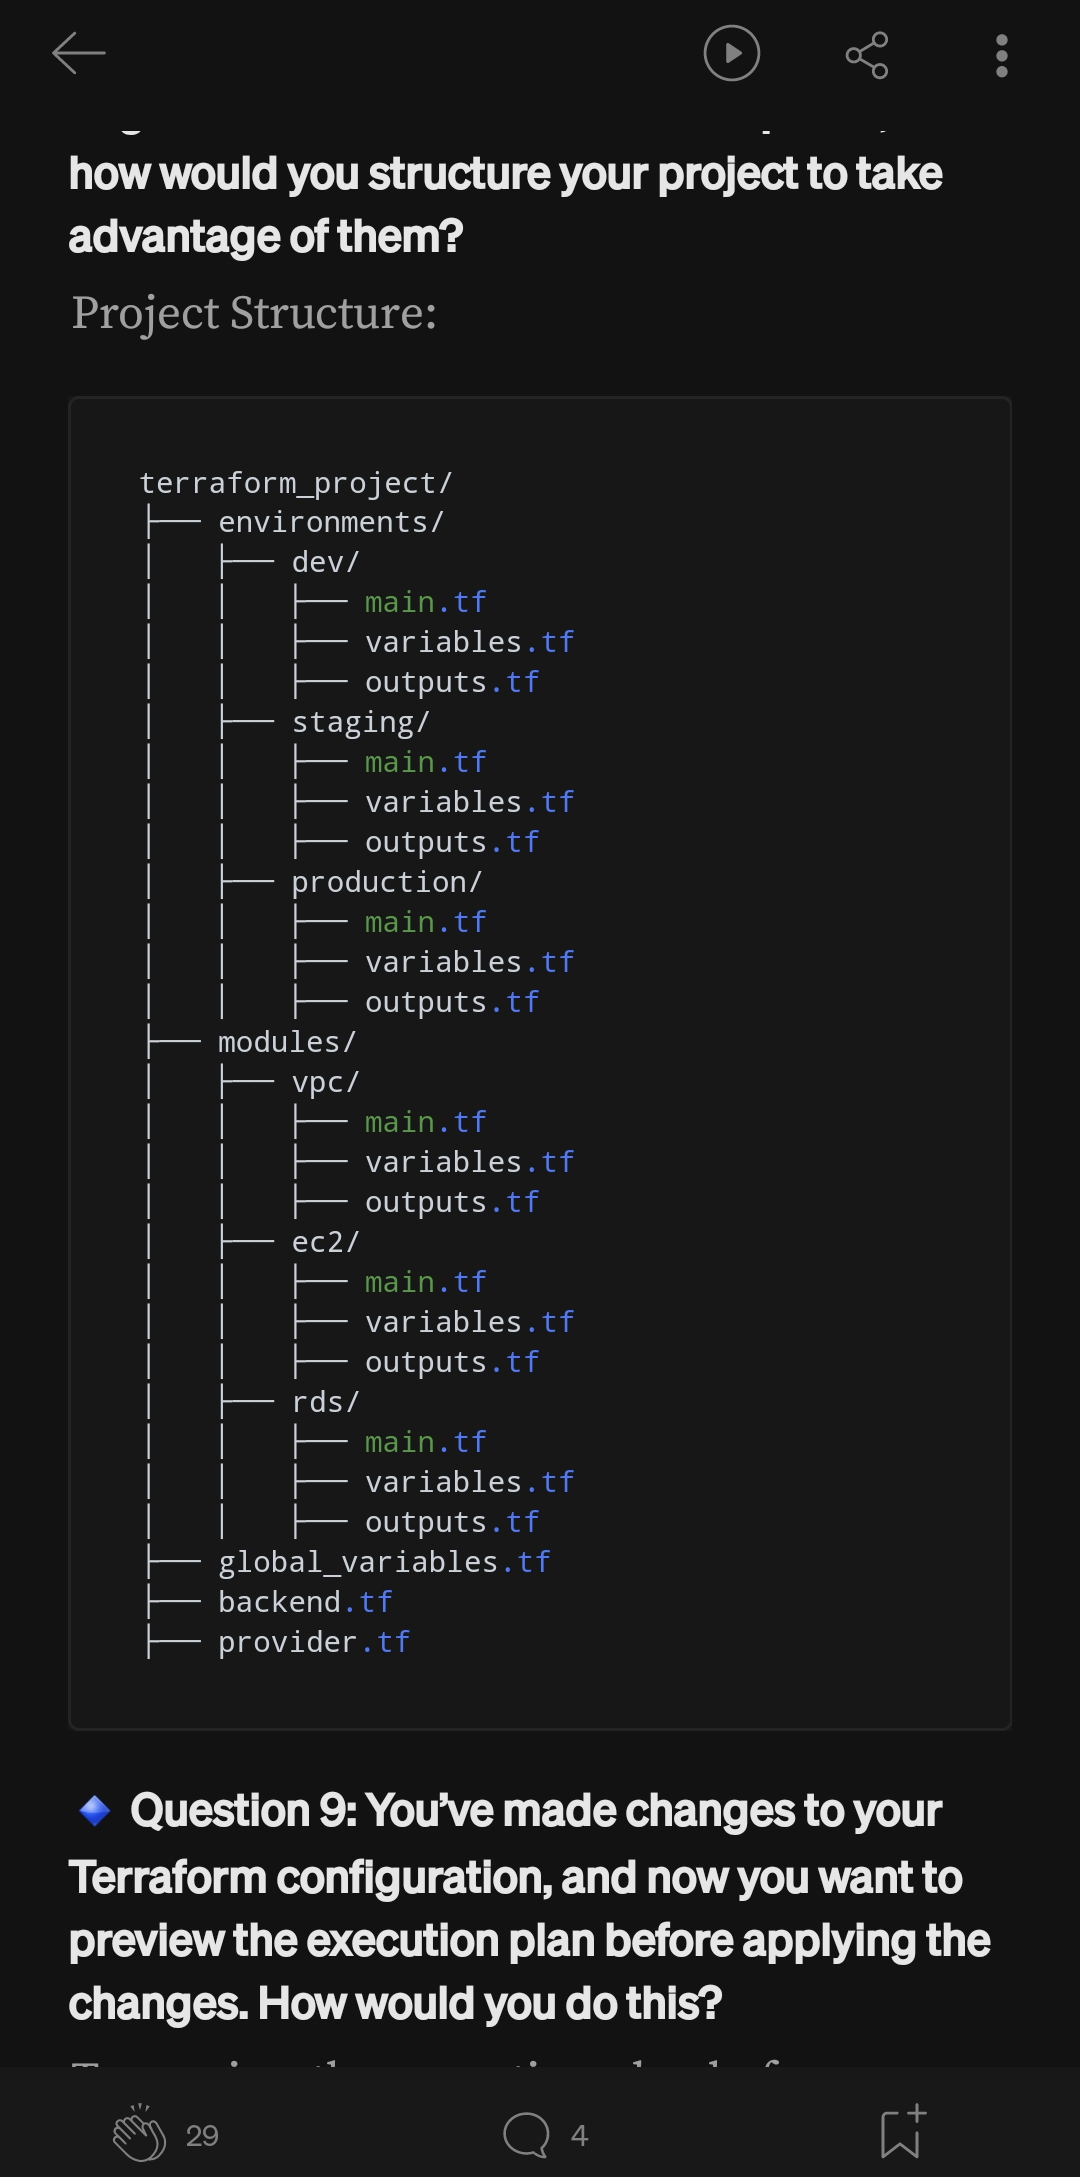 how would you structure your project to take
advantage of them?
Project Structure:
terraform_project/
├── environments/
│   ├── dev/
│   │   ├── main.tf
│   │   ├── variables.tf
│   │   ├── outputs.tf
│   ├── staging/
│   │   ├── main.tf
│   │   ├── variables.tf
│   │   ├── outputs.tf
│   ├── production/
│   │   ├── main.tf
│   │   ├── variables.tf
│   │   ├── outputs.tf
├── modules/
│   ├── vpc/
│   │   ├── main.tf
│   │   ├── variables.tf
│   │   ├── outputs.tf
│   ├── ec2/
│   │   ├── main.tf
│   │   ├── variables.tf
│   │   ├── outputs.tf
│   ├── rds/
│   │   ├── main.tf
│   │   ├── variables.tf
│   │   ├── outputs.tf
├── global_variables.tf
├── backend.tf
├── provider.tf
🔹 Question 9: You’ve made changes to your
Terraform configuration, and now you want to
preview the execution plan before applying the
changes. How would you do this?
29
4